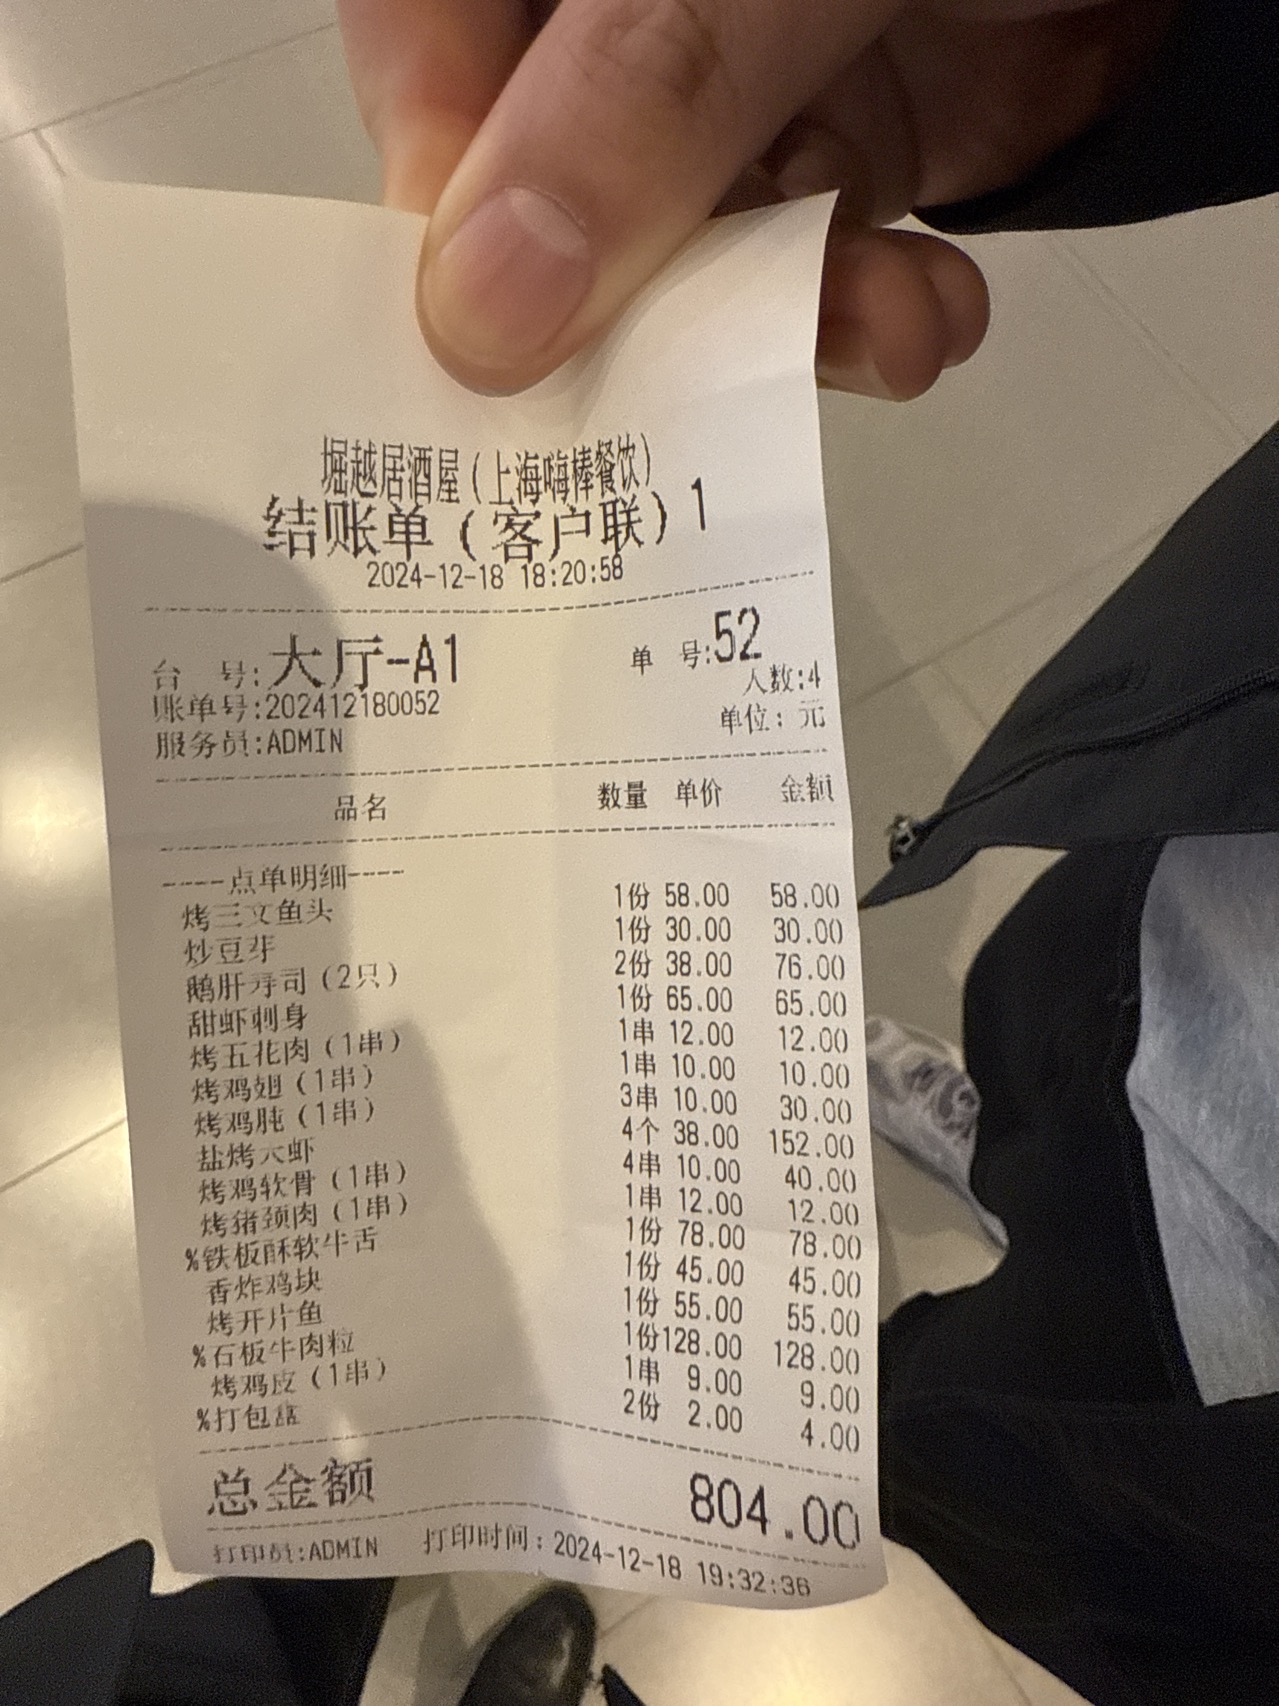 堀越居酒屋(上海嗨棒餐饮)
结账单(客户联)1
2024-12-18 18:20:58
台 号:大厅-A1 单 号:52
人数:4
账单号:202412180052
单位: 元
服务员:ADMIN
品名 数量 单价 金额
----点单明细----
烤三文鱼头 1份 58.00 58.00
炒豆芽 1份 30.00 30.00
鹅肝寿司(2只) 2份 38.00 76.00
甜虾刺身 1份 65.00 65.00
烤五花肉(1串) 1串 12.00 12.00
烤鸡翅(1串) 1串 10.00 10.00
烤鸡肫(1串) 3串 10.00 30.00
盐烤大虾 4个 38.00 152.00
烤鸡软骨(1串) 4串 10.00 40.00
烤猪颈肉(1串) 1串 12.00 12.00
%铁板酥软牛舌 1份 78.00 78.00
香炸鸡块 1份 45.00 45.00
烤开片鱼 1份 55.00 55.00
%石板牛肉粒 1份128.00 128.00
烤鸡皮(1串) 1串 9.00 9.00
%打包盒 2份 2.00 4.00
总金额 804.00
打印员:ADMIN 打印时间: 2024-12-18 19:32:36